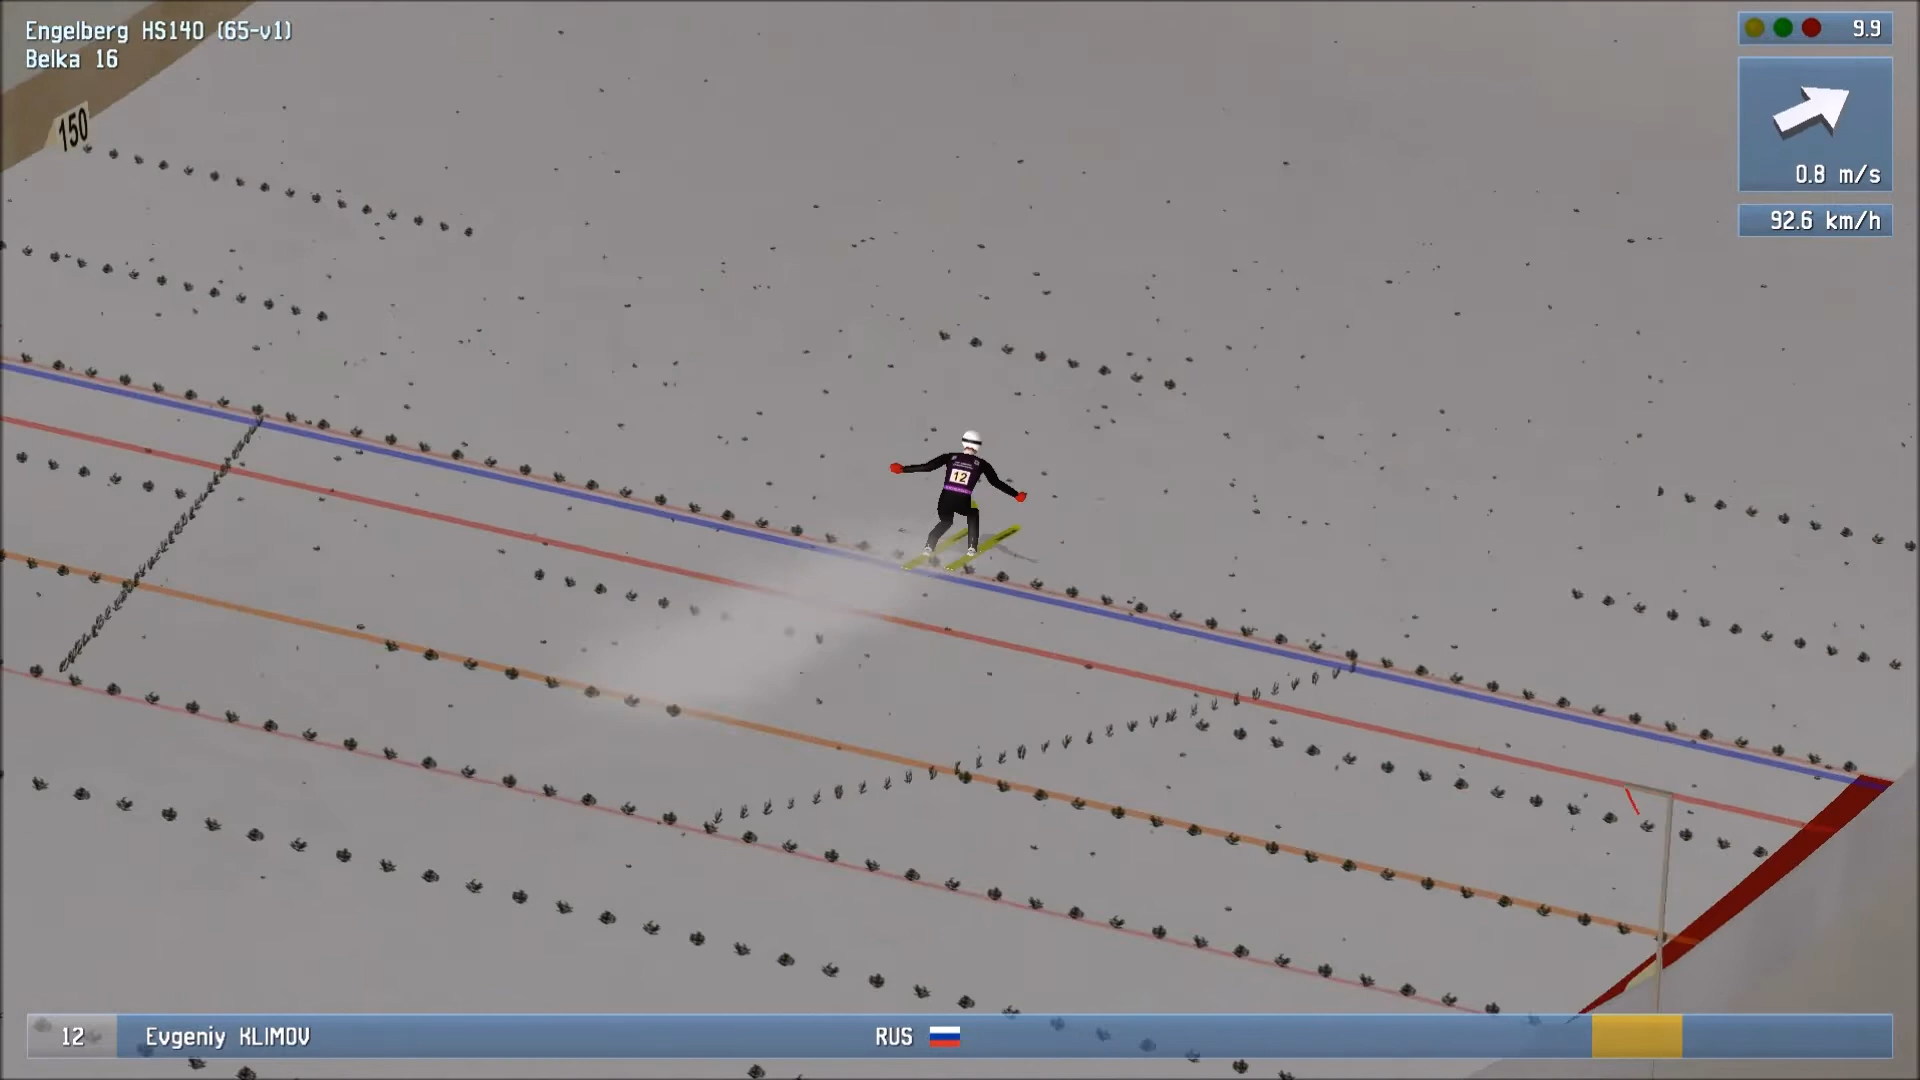 Engelberg HS140 (65-v1)
Belka 16
9.9
0.8 m/s
92.6 km/h
150
12
12 Evgeniy KLIMOV RUS